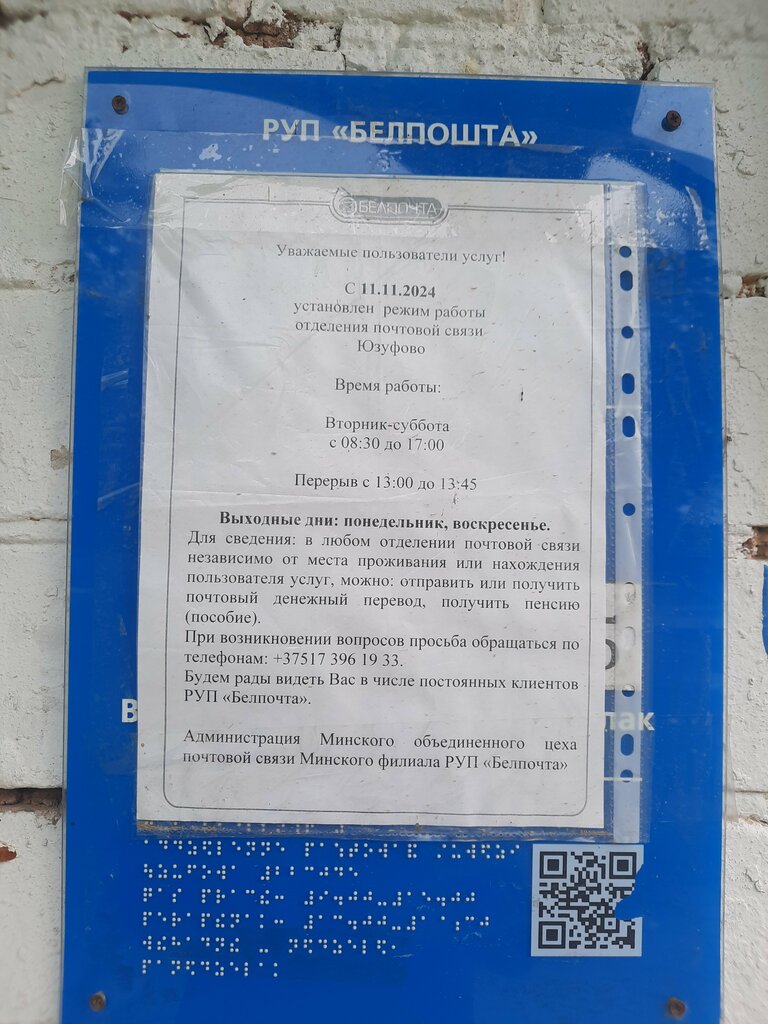 РУП «БЕЛПОШТА»
БЕЛПОЧТА
Уважаемые пользователи услуг!
С 11.11.2024
установлен режим работы
отделения почтовой связи
Юзуфово
Время работы:
Вторник-суббота
с 08:30 до 17:00
Перерыв с 13:00 до 13:45
Выходные дни: понедельник, воскресенье.
Для сведения: в любом отделении почтовой связи
независимо от места проживания или нахождения
пользователя услуг, можно: отправить или получить
почтовый денежный перевод, получить пенсию
(пособие).
При возникновении вопросов просьба обращаться по
телефонам: +37517 396 19 33.
Будем рады видеть Вас в числе постоянных клиентов
РУП «Белпочта».
Администрация Минского объединенного цеха
почтовой связи Минского филиала РУП «Белпочта»